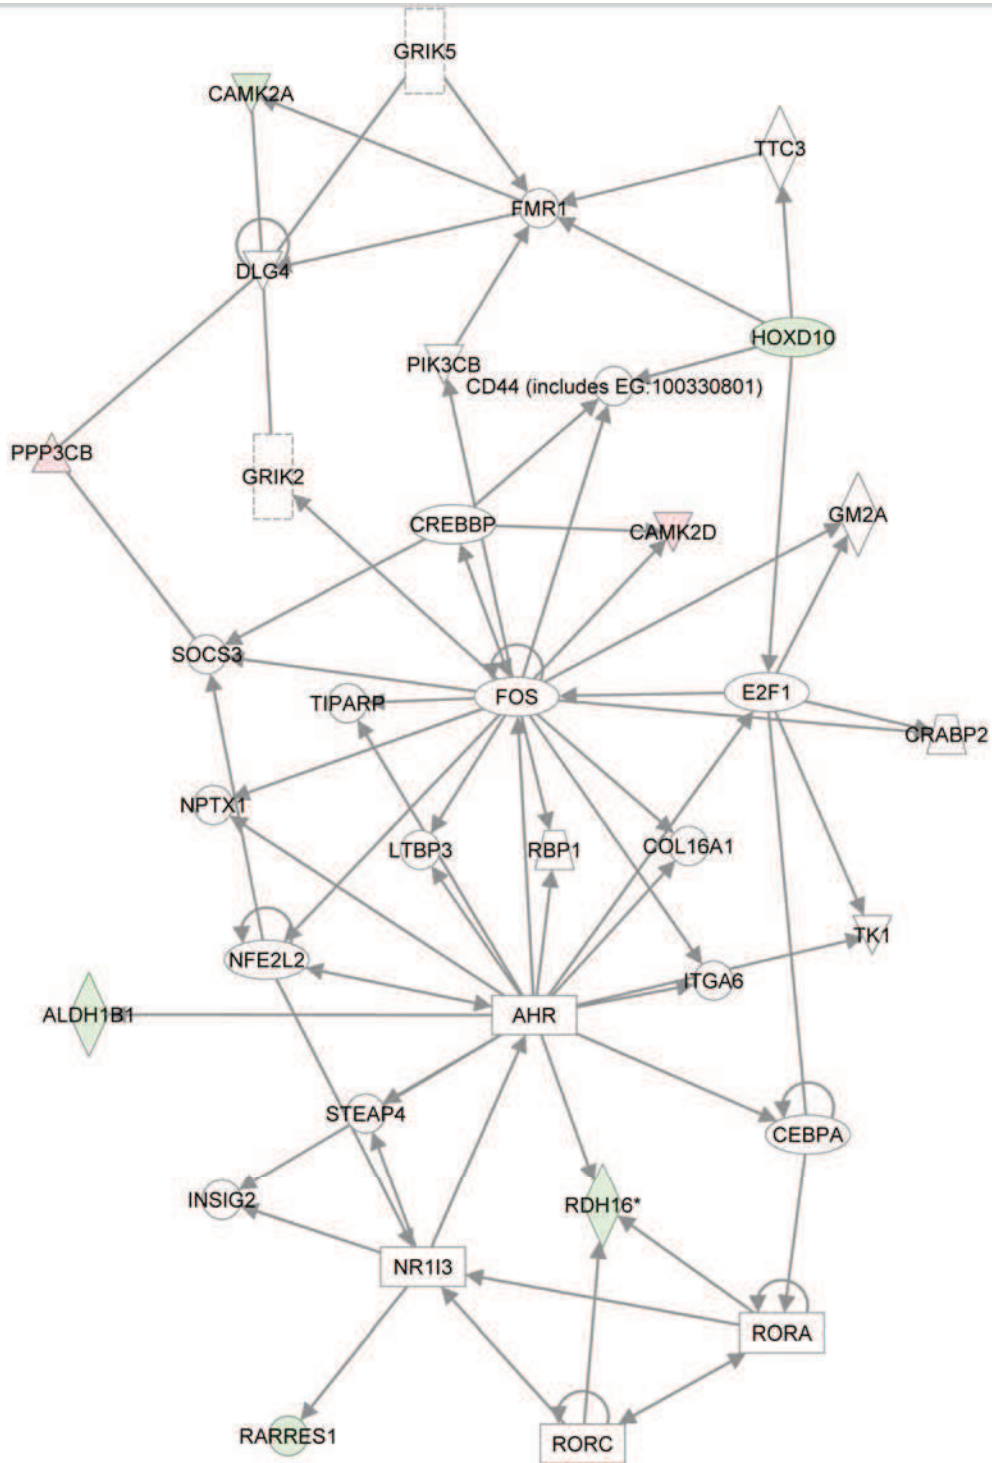 GRIK5
CAMK2A
TTC3
FMR1
DLG4
HOXD10
PIK3CB
CD44 (includes EG:100330801)
PPP3CB
GRIK2
GM2A
CREBBP
CAMK2D
SOCS3
FOS
E2F1
TIPARP
CRABP2
NPTX1
LTBP3
RBP1
COL16A1
TK1
NFE2L2
ITGA6
ALDH1B1
AHR
STEAP4
CEBPA
INSIG2
RDH16*
NR1I3
RORA
RARRES1
RORC